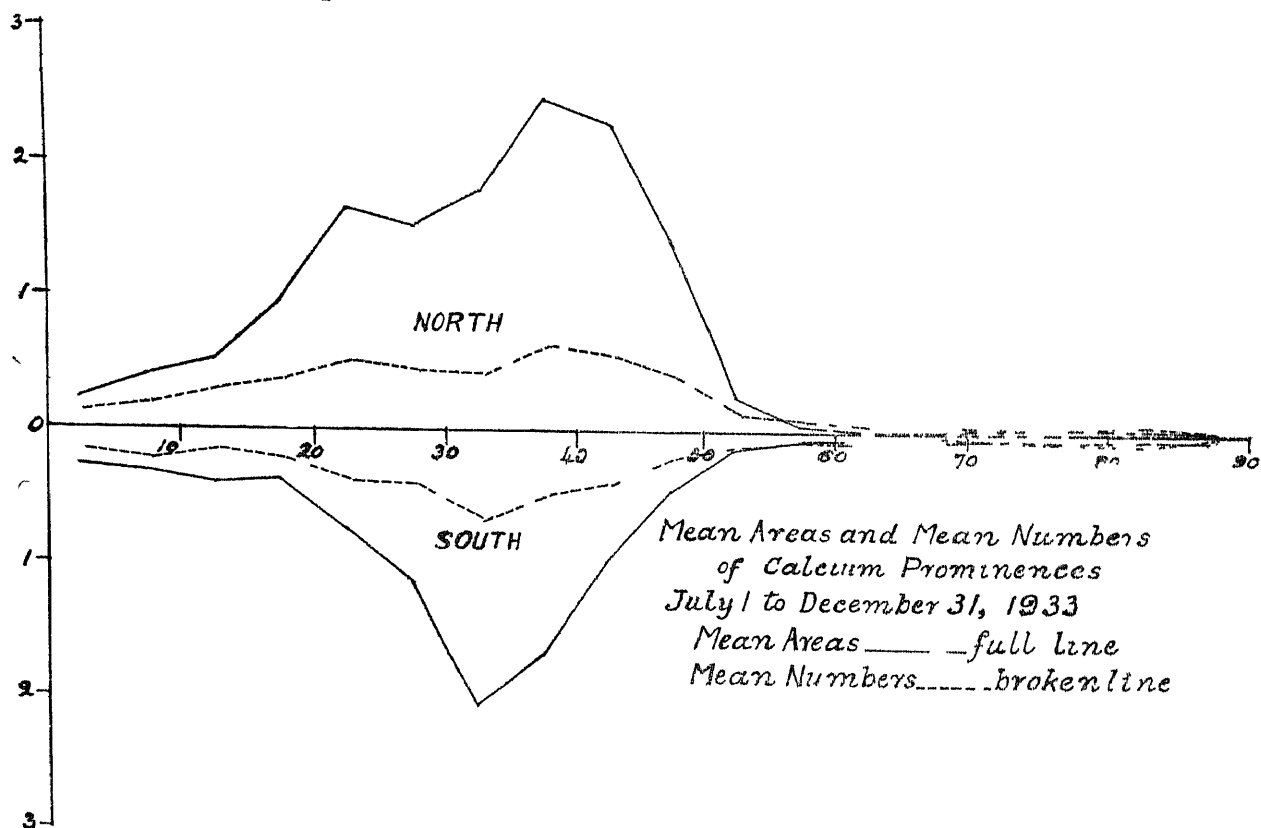 3
2
1
NORTH
0
10 20 30 40 50 60 70 80 90
SOUTH
1
2
3
Mean Areas and Mean Numbers
of Calcium Prominences
July 1 to December 31, 1933
Mean Areas full line
Mean Numbers broken line